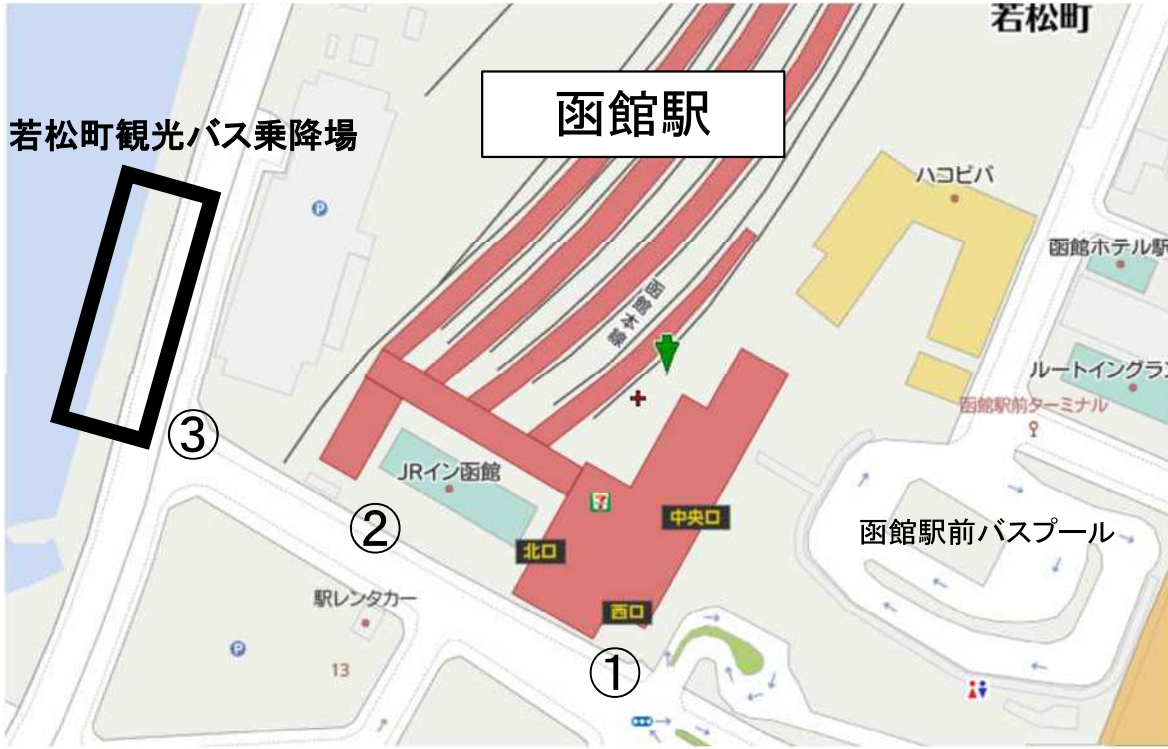 若松町
函館駅
若松町観光バス乗降場
ハコビバ
函館ホテル駅
函館本線
ルートイングラン
函館駅前ターミナル
③
JRイン函館
7
中央口
②
函館駅前バスプール
北口
駅レンタカー
西口
13
①
P
P